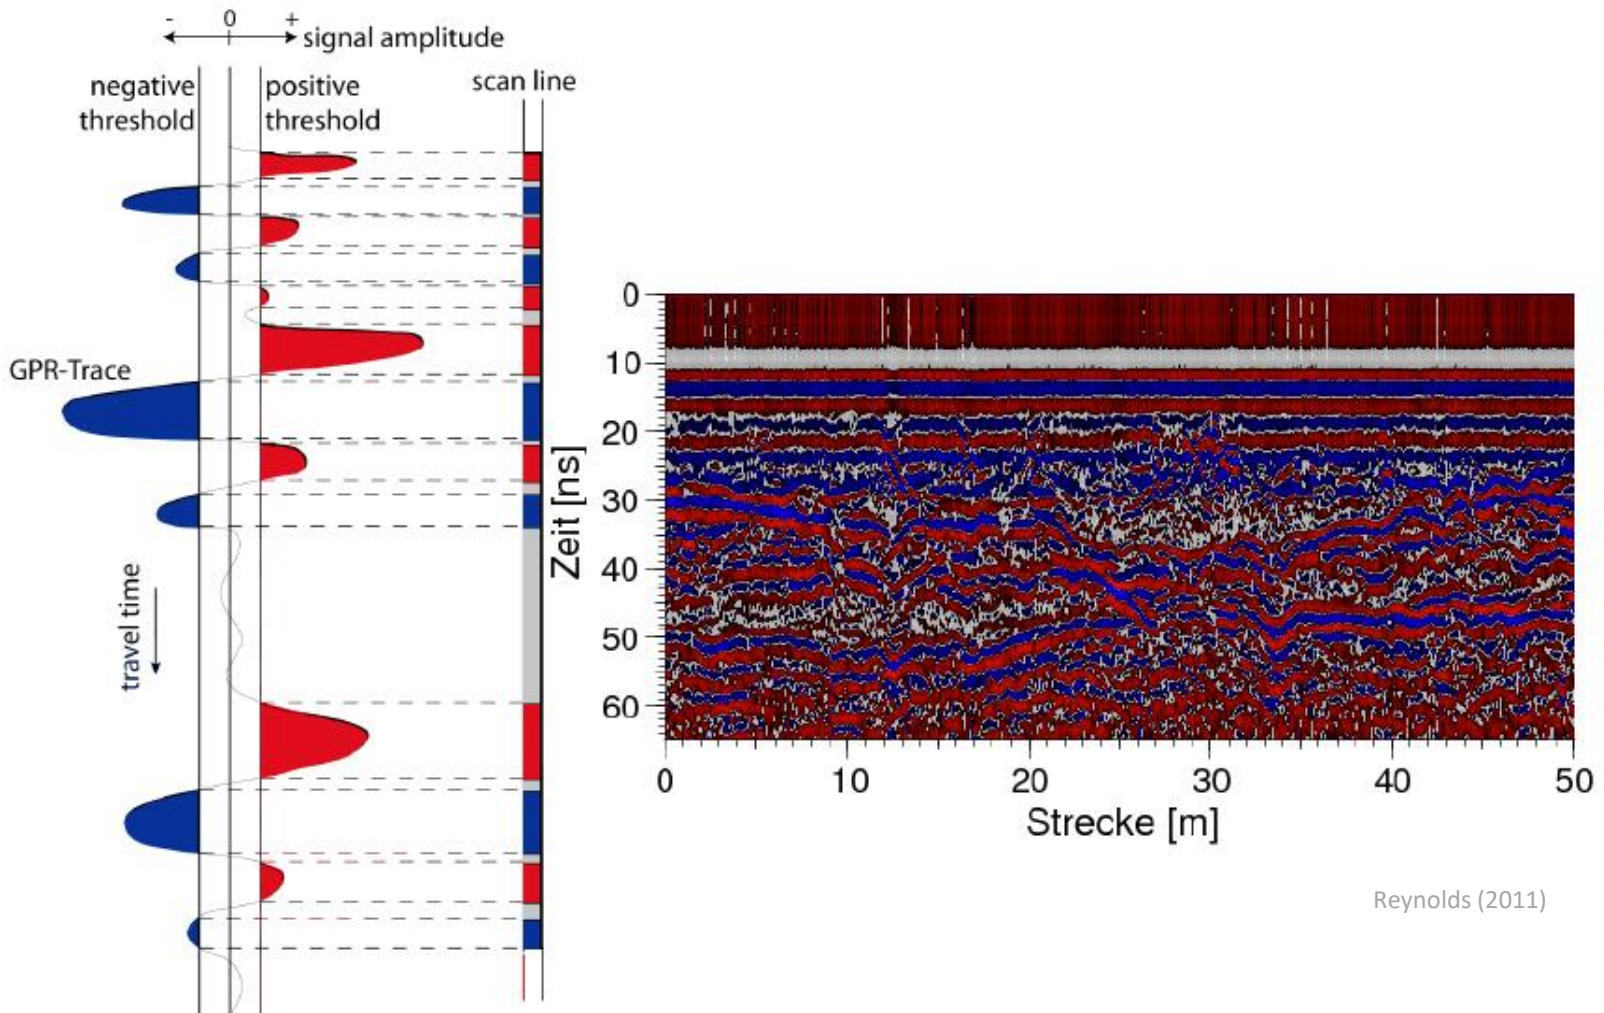 - 0 +
signal amplitude
negative
threshold
positive
threshold
scan line
GPR-Trace
travel time
Zeit [ns]
0
10
20
30
40
50
60
0 10 20 30 40 50
Strecke [m]
Reynolds (2011)